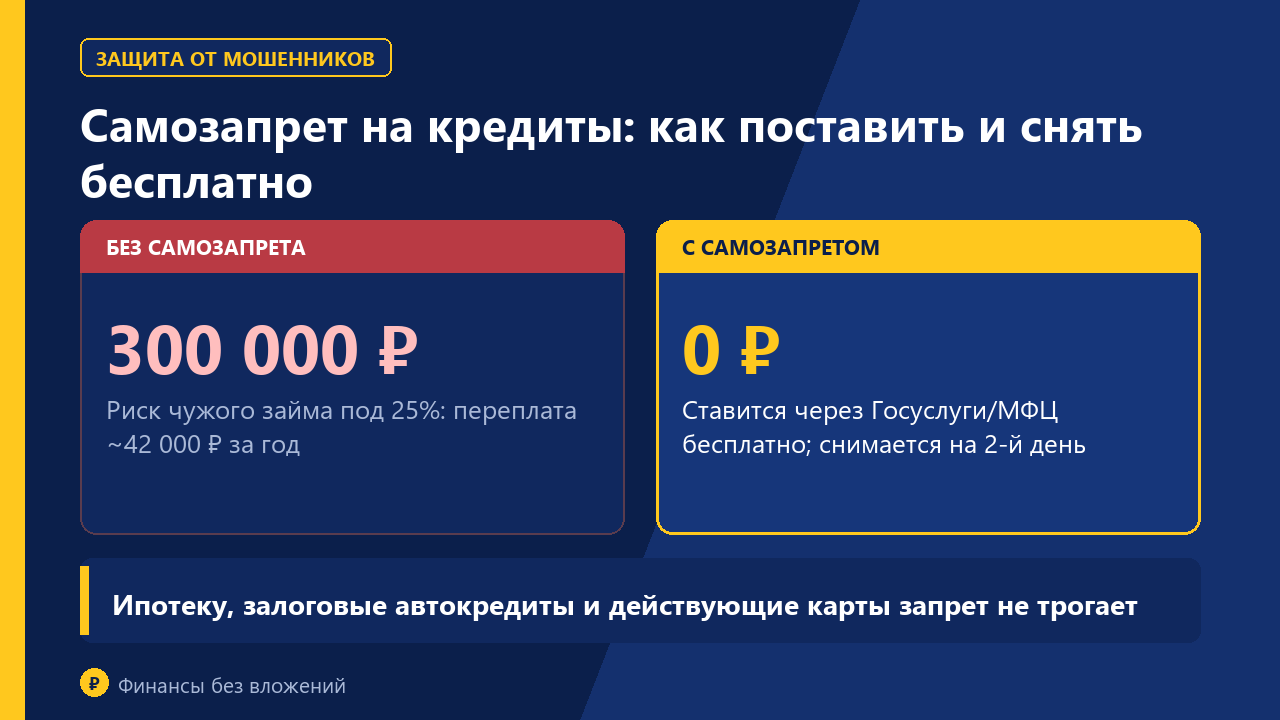 ЗАЩИТА ОТ МОШЕННИКОВ
Самозапрет на кредиты: как поставить и снять
бесплатно
БЕЗ САМОЗАПРЕТА
300 000 ₽
Риск чужого займа под 25%: переплата
~42 000 ₽ за год
С САМОЗАПРЕТОМ
0 ₽
Ставится через Госуслуги/МФЦ
бесплатно; снимается на 2-й день
Ипотеку, залоговые автокредиты и действующие карты запрет не трогает
₽ Финансы без вложений